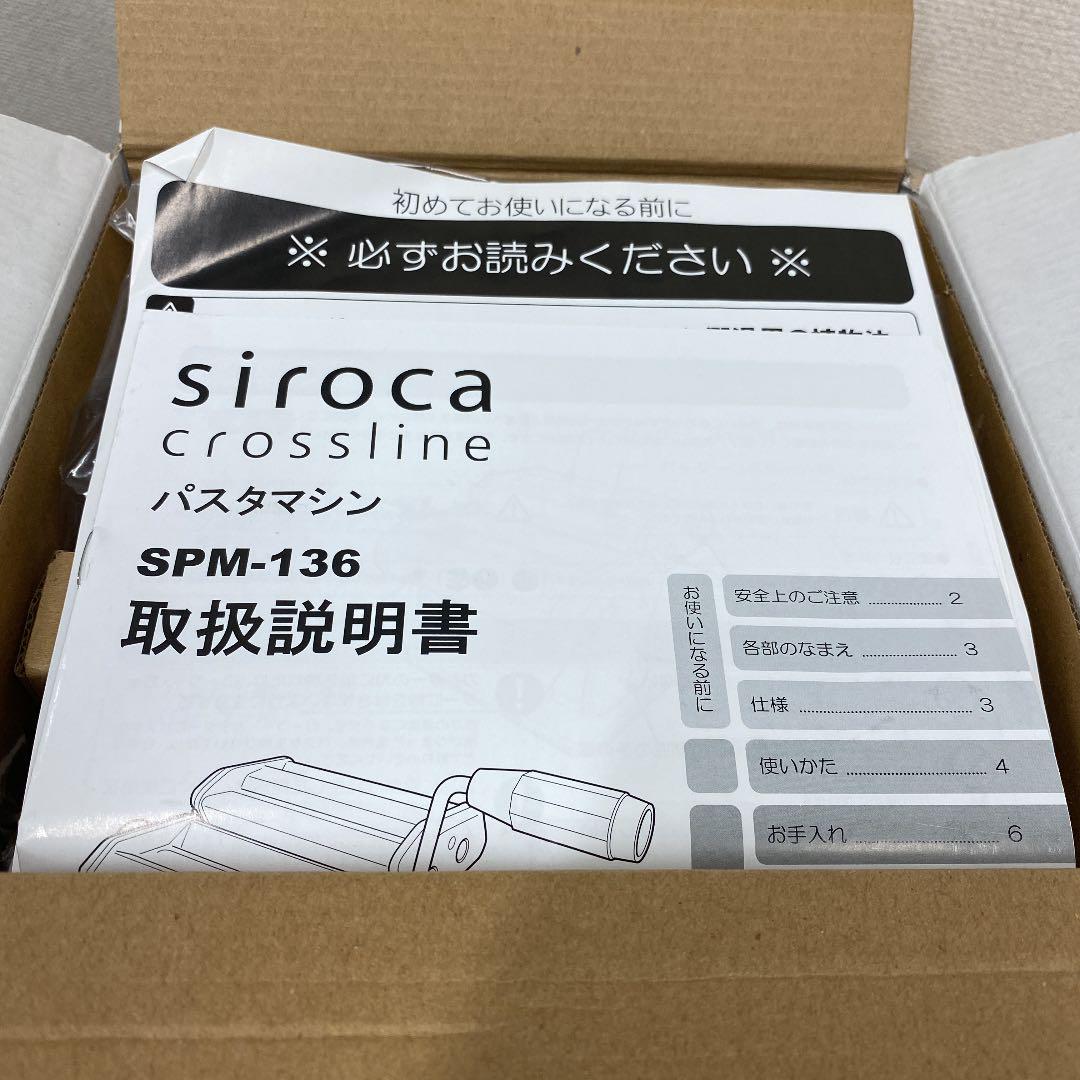 初めてお使いになる前に
※ 必ずお読みください ※
siroca
crossline
パスタマシン
SPM-136
取扱説明書
お使いになる前に
安全上のご注意 ..................... 2
各部のなまえ ........................... 3
仕様 ................................................. 3
使いかた ....................................... 4
お手入れ ....................................... 6